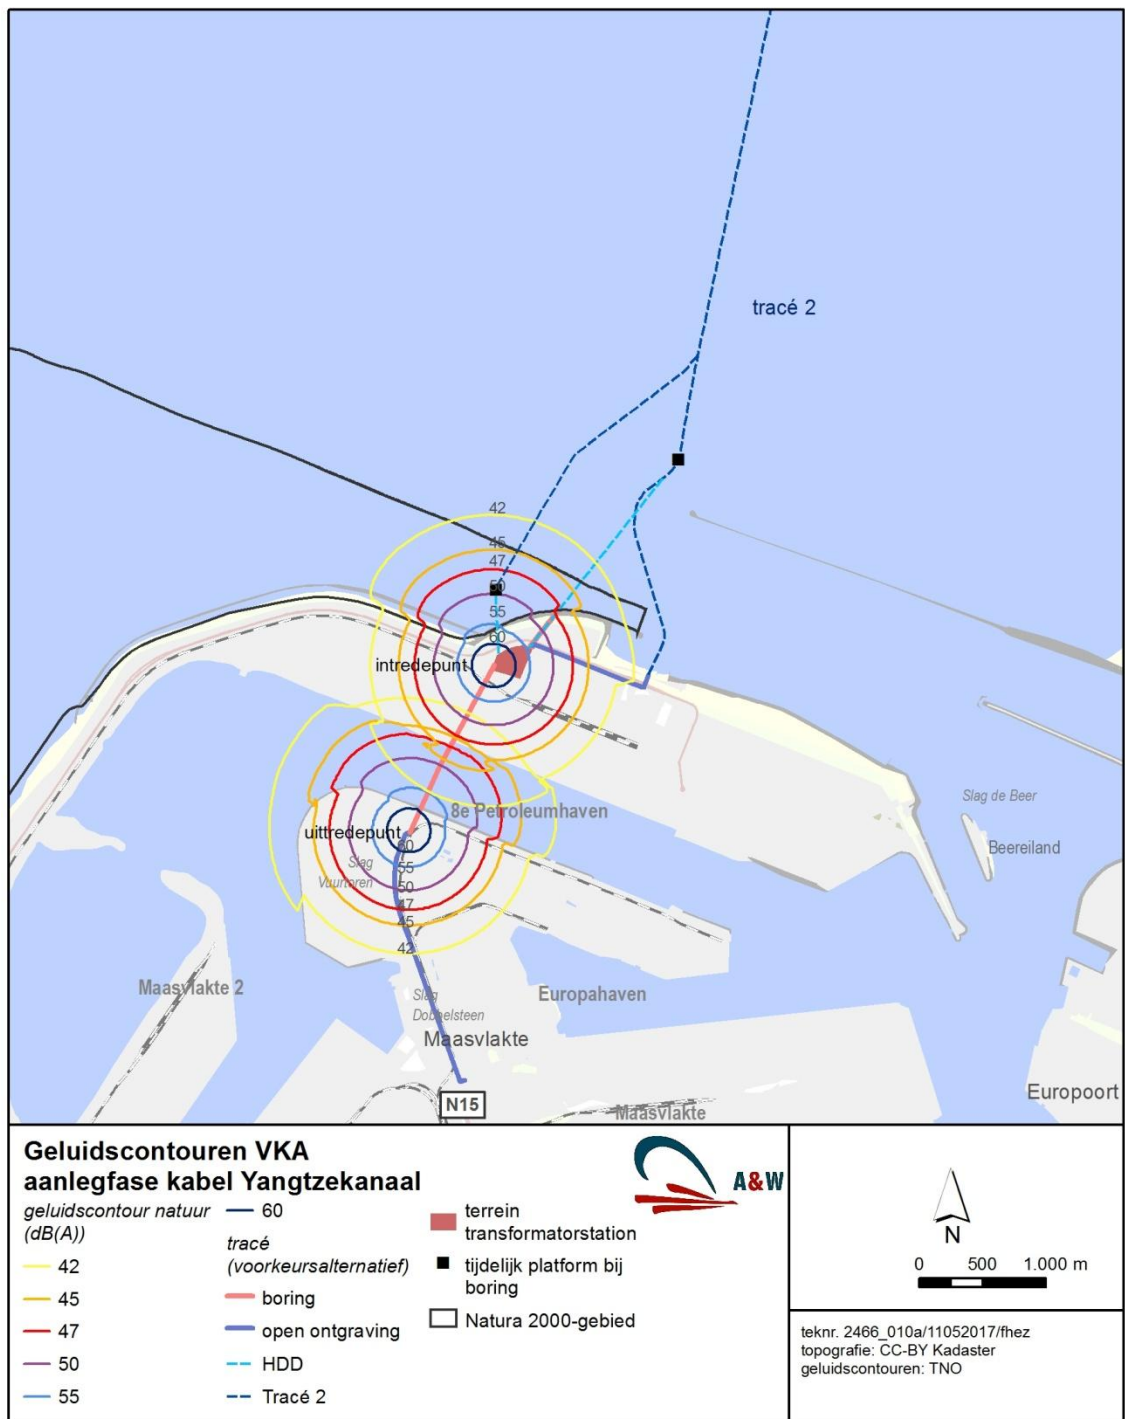 tracé 2
42
45
47
50
55
60
intredepunt
8e Petroleumhaven
uittredepunt
60
Slag
Vuurtoren
55
50
47
45
42
Slag de Beer
Beereiland
Maasvlakte 2
Slag
Dobbelsteen
Europahaven
Maasvlakte
N15
Maasvlakte
Europoort
Geluidscontouren VKA
aanlegfase kabel Yangtzekanaal
geluidscontour natuur
(dB(A))
42
45
47
50
55
60
tracé
(voorkeursalternatief)
boring
open ontgraving
HDD
Tracé 2
terrein
transformatorstation
tijdelijk platform bij
boring
Natura 2000-gebied
A&W
N
0 500 1.000 m
teknr. 2466_010a/11052017/fhez
topografie: CC-BY Kadaster
geluidscontouren: TNO